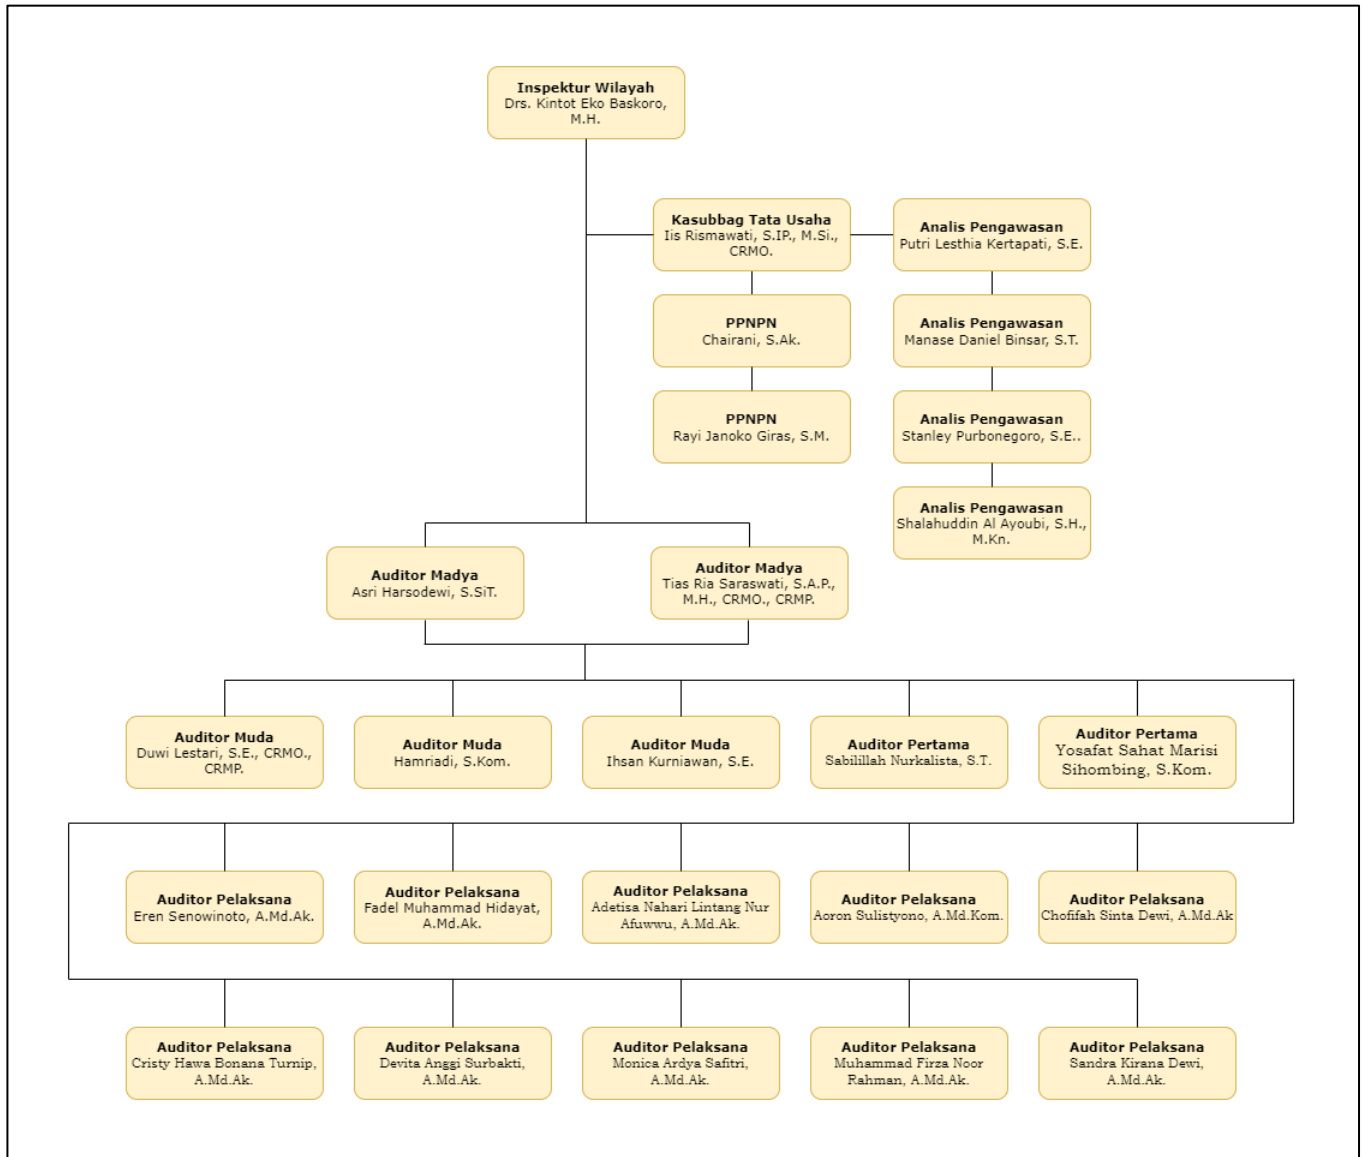 Inspektur Wilayah
Drs. Kintot Eko Baskoro,
M.H.
Kasubbag Tata Usaha
Iis Rismawati, S.IP., M.Si.,
CRMO.
Analis Pengawasan
Putri Lesthia Kertapati, S.E.
PPNPN
Chairani, S.Ak.
Analis Pengawasan
Manase Daniel Binsar, S.T.
PPNPN
Rayi Janoko Giras, S.M.
Analis Pengawasan
Stanley Purbonegoro, S.E..
Analis Pengawasan
Shalahuddin Al Ayoubi, S.H.,
M.Kn.
Auditor Madya
Asri Harsodewi, S.SiT.
Auditor Madya
Tias Ria Saraswati, S.A.P.,
M.H., CRMO., CRMP.
Auditor Muda
Duwi Lestari, S.E., CRMO.,
CRMP.
Auditor Muda
Hamriadi, S.Kom.
Auditor Muda
Ihsan Kurniawan, S.E.
Auditor Pertama
Sabilillah Nurkalista, S.T.
Auditor Pertama
Yosafat Sahat Marisi
Sihombing, S.Kom.
Auditor Pelaksana
Eren Senowinoto, A.Md.Ak.
Auditor Pelaksana
Fadel Muhammad Hidayat,
A.Md.Ak.
Auditor Pelaksana
Adetisa Nahari Lintang Nur
Afuwwu, A.Md.Ak.
Auditor Pelaksana
Aoron Sulistyono, A.Md.Kom.
Auditor Pelaksana
Chofifah Sinta Dewi, A.Md.Ak
Auditor Pelaksana
Cristy Hawa Bonana Turnip,
A.Md.Ak.
Auditor Pelaksana
Devita Anggi Surbakti,
A.Md.Ak.
Auditor Pelaksana
Monica Ardya Safitri,
A.Md.Ak.
Auditor Pelaksana
Muhammad Firza Noor
Rahman, A.Md.Ak.
Auditor Pelaksana
Sandra Kirana Dewi,
A.Md.Ak.